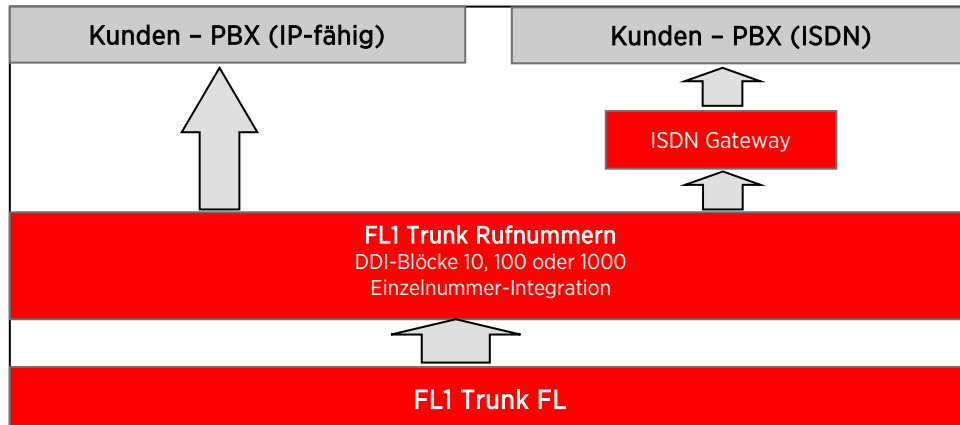 Kunden – PBX (IP-fähig)
Kunden – PBX (ISDN)
ISDN Gateway
FL1 Trunk Rufnummern
DDI-Blöcke 10, 100 oder 1000
Einzelnummer-Integration
FL1 Trunk FL